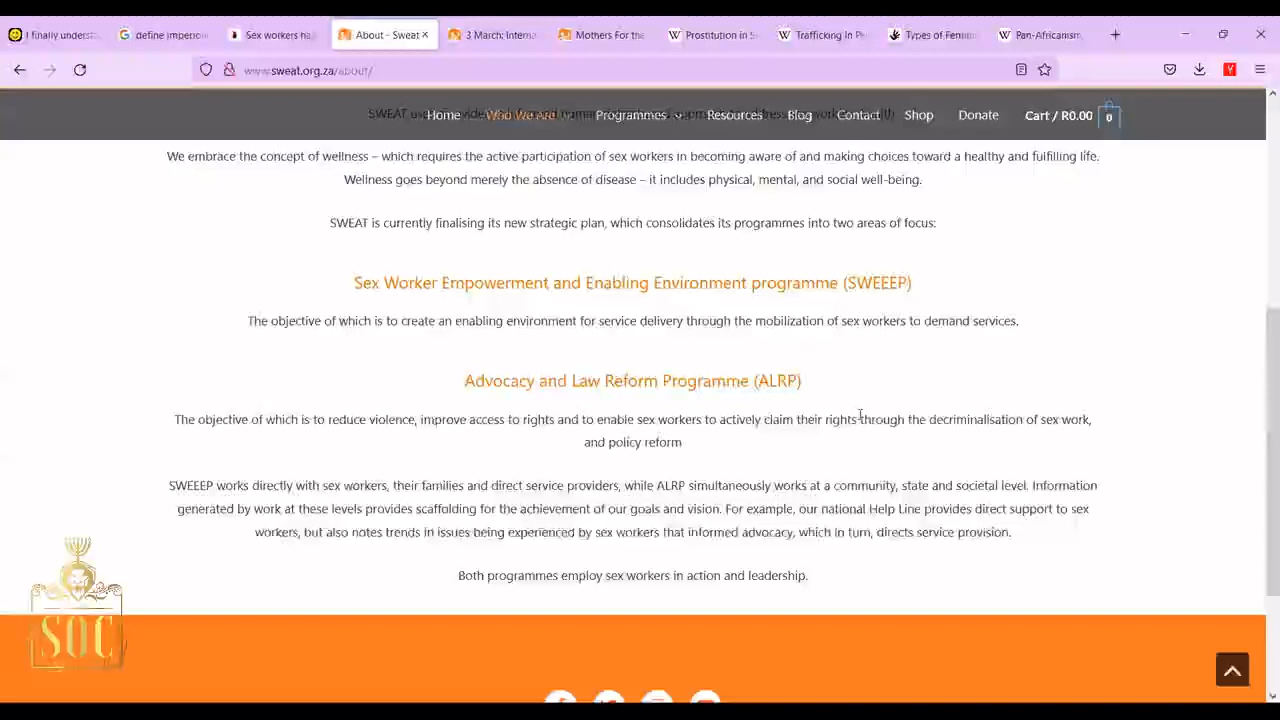 I finally underst
define imperion
Sex workers ha
About - Sweat
3 March: Interna
Mothers For the
Prostitution in S
Trafficking In Pe
Types of Femini
Pan-Africanism
www.sweat.org.za/about/
Home Who We Are Programmes Resources Blog Contact Shop Donate Cart / R0.00 0
We embrace the concept of wellness – which requires the active participation of sex workers in becoming aware of and making choices toward a healthy and fulfilling life.
Wellness goes beyond merely the absence of disease – it includes physical, mental, and social well-being.
SWEAT is currently finalising its new strategic plan, which consolidates its programmes into two areas of focus:
Sex Worker Empowerment and Enabling Environment programme (SWEEEP)
The objective of which is to create an enabling environment for service delivery through the mobilization of sex workers to demand services.
Advocacy and Law Reform Programme (ALRP)
The objective of which is to reduce violence, improve access to rights and to enable sex workers to actively claim their rights through the decriminalisation of sex work,
and policy reform
SWEEEP works directly with sex workers, their families and direct service providers, while ALRP simultaneously works at a community, state and societal level. Information
generated by work at these levels provides scaffolding for the achievement of our goals and vision. For example, our national Help Line provides direct support to sex
workers, but also notes trends in issues being experienced by sex workers that informed advocacy, which in turn, directs service provision.
Both programmes employ sex workers in action and leadership.
SOC